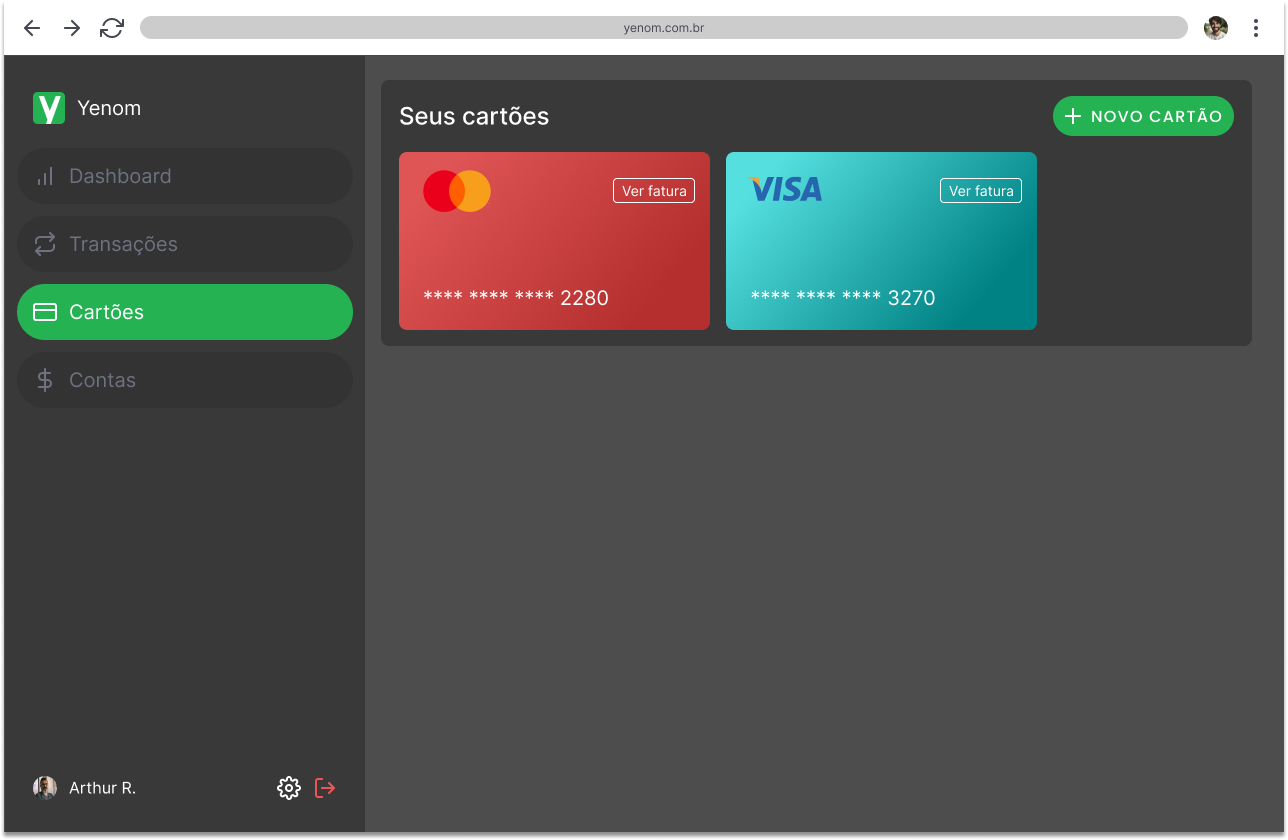 yenom.com.br
Yenom
Dashboard
Transações
Cartões
Contas
Arthur R.
Seus cartões
+ NOVO CARTÃO
Ver fatura
**** **** **** 2280
VISA
Ver fatura
**** **** **** 3270